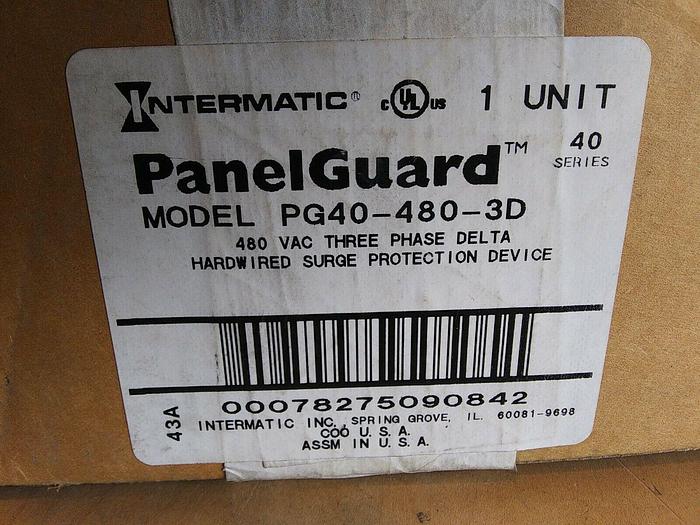 INTERMATIC® c UL US 1 UNIT
PanelGuard™ 40 SERIES
MODEL PG40-480-3D
480 VAC THREE PHASE DELTA
HARDWIRED SURGE PROTECTION DEVICE
00078275090842
43A
INTERMATIC INC, SPRING GROVE, IL. 60081-9698
COO U.S.A.
ASSM IN U.S.A.